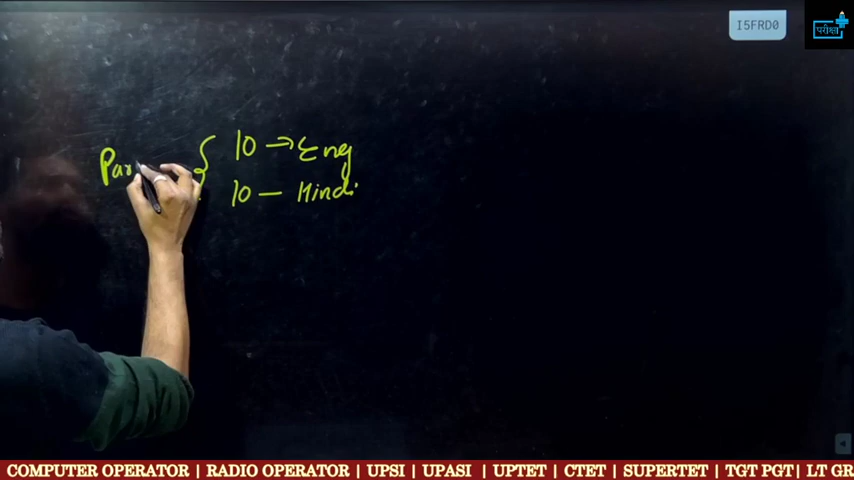 I5FRD0
परीक्षा
10 → Eng
Par
10 — Hindi
COMPUTER OPERATOR | RADIO OPERATOR | UPSI | UPASI | UPTET | CTET | SUPERTET | TGT PGT| LT GR